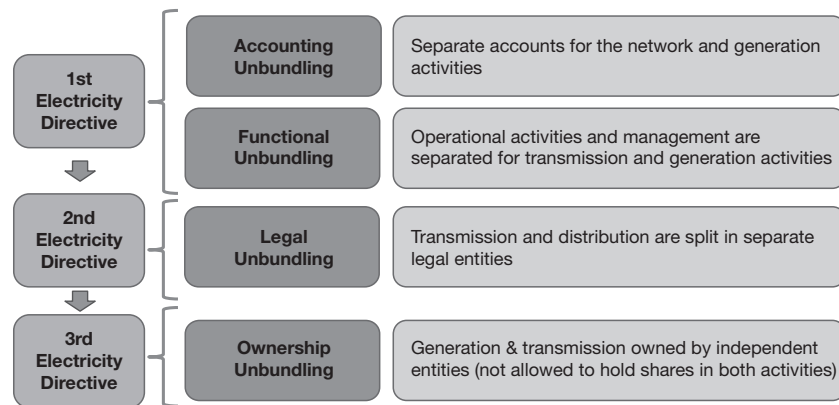 1st
Electricity
Directive
Accounting
Unbundling
Separate accounts for the network and generation
activities
Functional
Unbundling
Operational activities and management are
separated for transmission and generation activities
2nd
Electricity
Directive
Legal
Unbundling
Transmission and distribution are split in separate
legal entities
3rd
Electricity
Directive
Ownership
Unbundling
Generation & transmission owned by independent
entities (not allowed to hold shares in both activities)